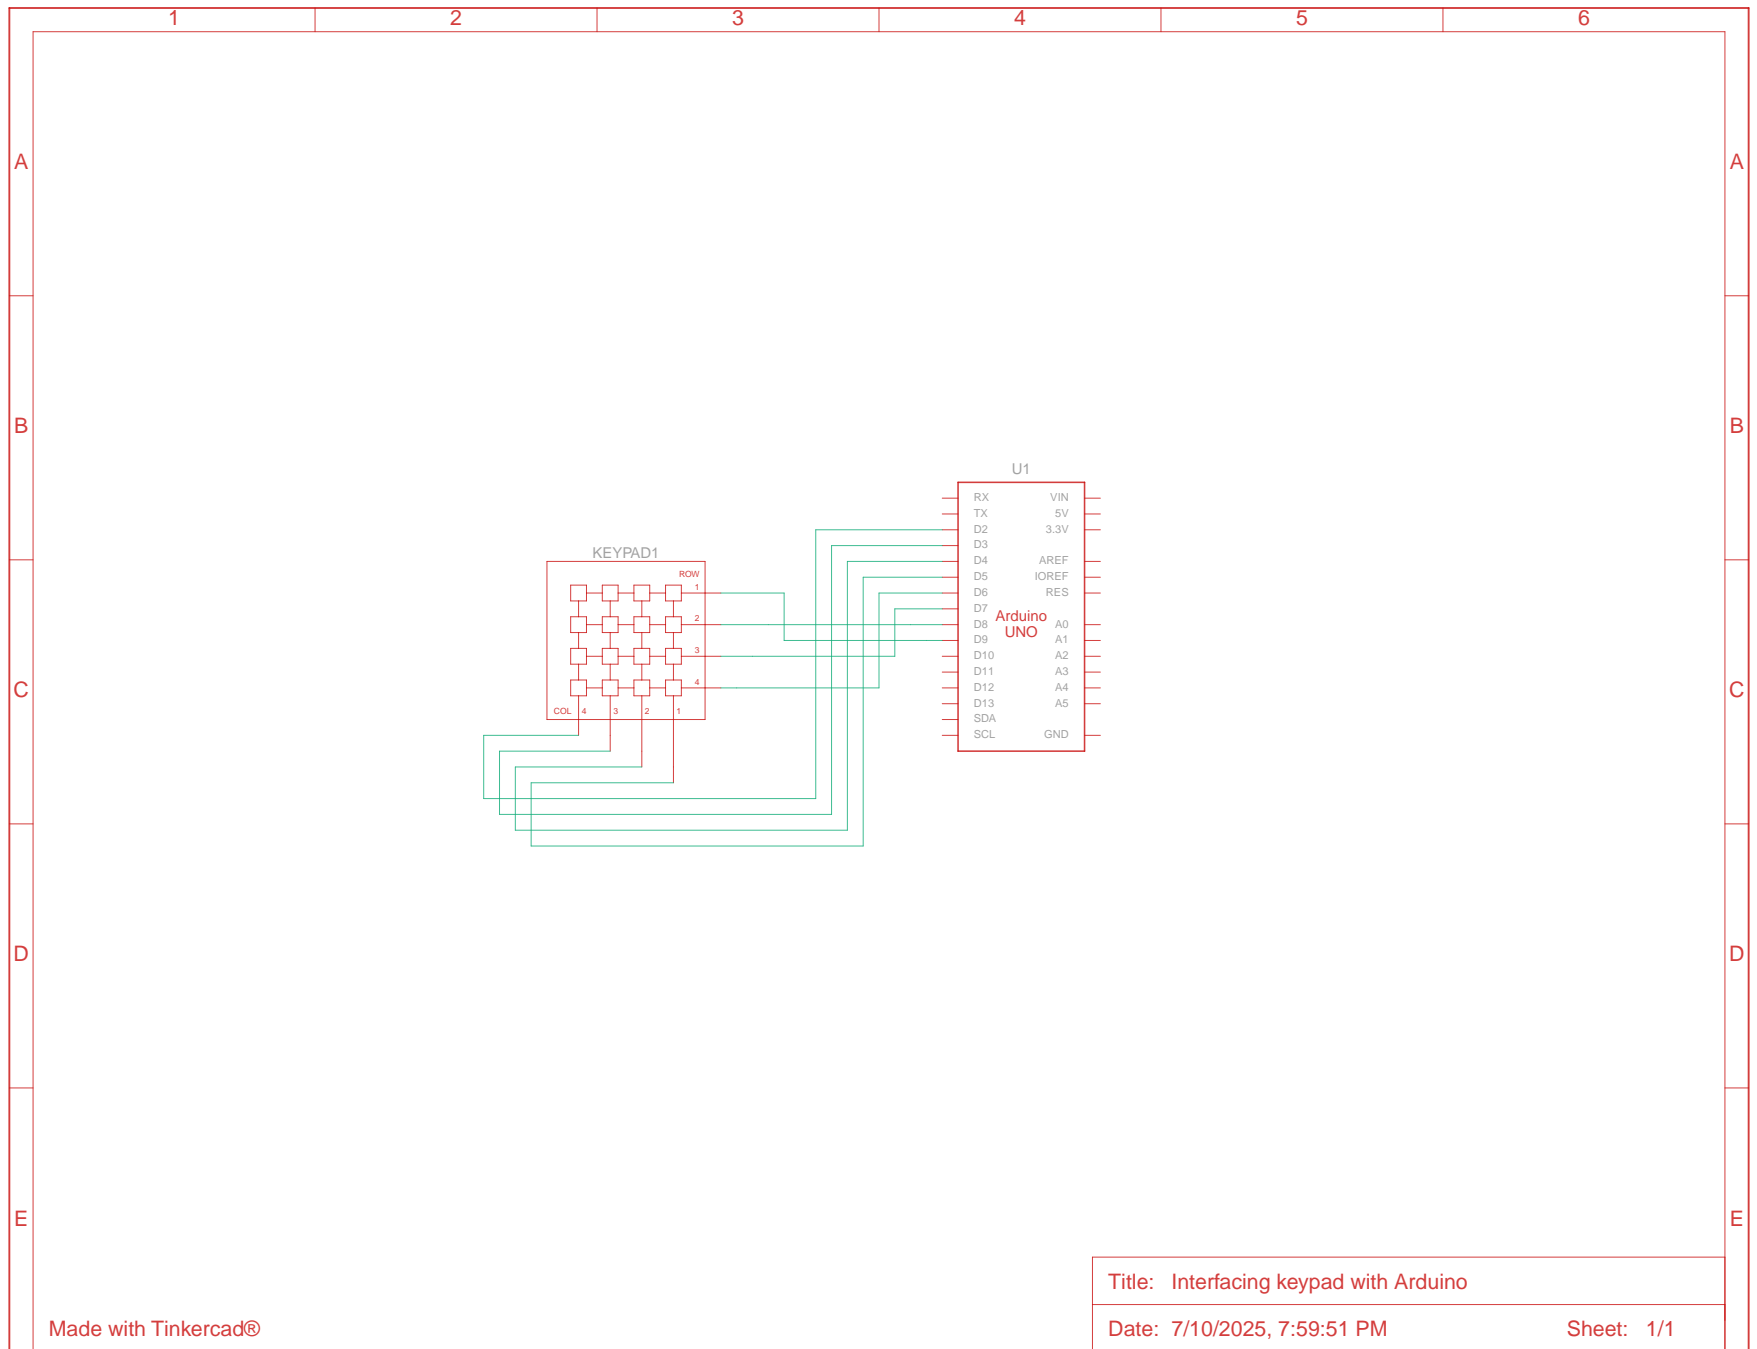 1 2 3 4 5 6
A A
B B
U1
RX VIN
TX 5V
D2 3.3V
D3
D4 AREF
D5 IOREF
D6 RES
D7
Arduino
D8 A0
UNO
D9 A1
D10 A2
D11 A3
D12 A4
D13 A5
SDA
SCL GND
KEYPAD1
ROW
1
2
3
4
COL 4 3 2 1
C C
D D
E E
Title: Interfacing keypad with Arduino
Made with Tinkercad®
Date: 7/10/2025, 7:59:51 PM Sheet: 1/1